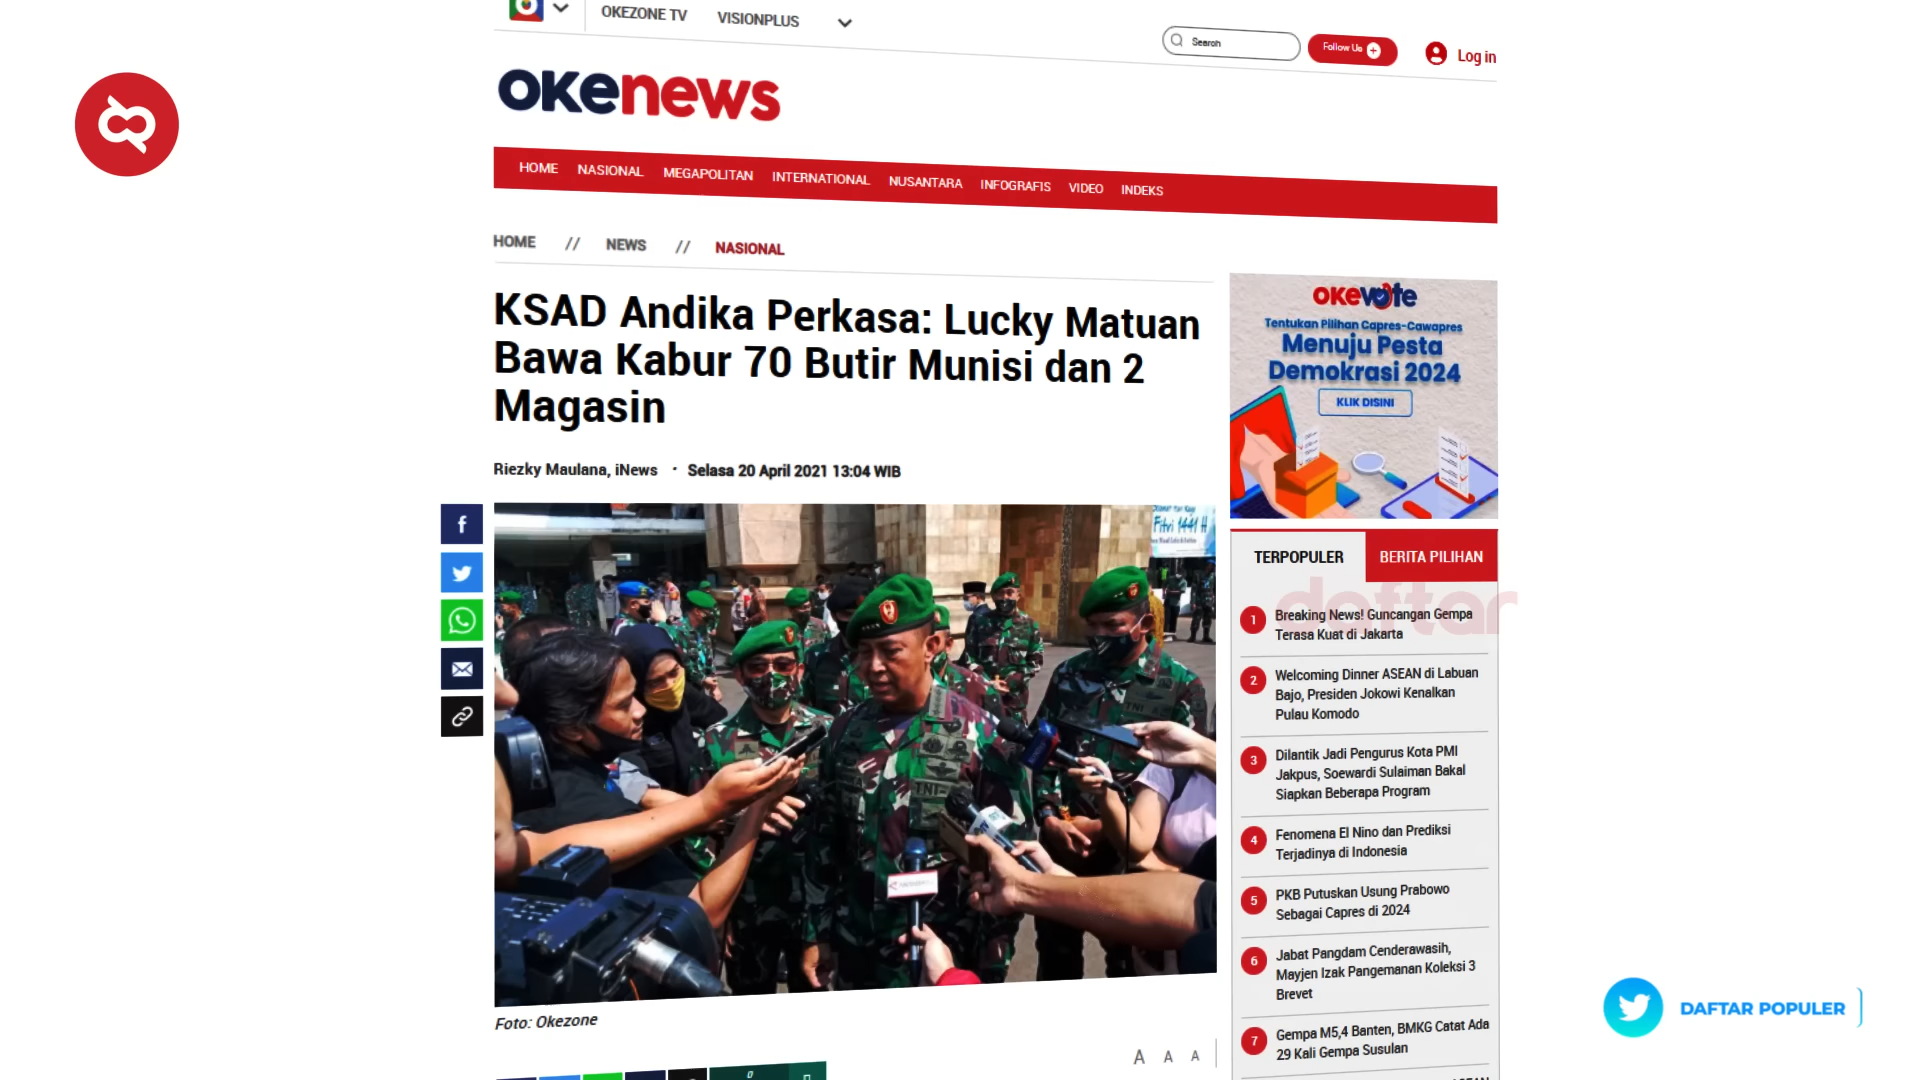 OKEZONE TV
VISIONPLUS
Search
Follow Us
Log in
OKENEWS
HOME
NASIONAL
MEGAPOLITAN
INTERNATIONAL
NUSANTARA
INFOGRAFIS
VIDEO
INDEKS
HOME // NEWS // NASIONAL
KSAD Andika Perkasa: Lucky Matuan
Bawa Kabur 70 Butir Munisi dan 2
Magasin
Riezky Maulana, iNews · Selasa 20 April 2021 13:04 WIB
Fitri 1441 H
TNI
TNI
Foto: Okezone
A A A
0
OKEVOTE
Tentukan Pilihan Capres-Cawapres
Menuju Pesta
Demokrasi 2024
KLIK DISINI
TERPOPULER
BERITA PILIHAN
daftar
1 Breaking News! Guncangan Gempa
Terasa Kuat di Jakarta
2 Welcoming Dinner ASEAN di Labuan
Bajo, Presiden Jokowi Kenalkan
Pulau Komodo
3 Dilantik Jadi Pengurus Kota PMI
Jakpus, Soewardi Sulaiman Bakal
Siapkan Beberapa Program
4 Fenomena El Nino dan Prediksi
Terjadinya di Indonesia
5 PKB Putuskan Usung Prabowo
Sebagai Capres di 2024
6 Jabat Pangdam Cenderawasih,
Mayjen Izak Pangemanan Koleksi 3
Brevet
7 Gempa M5,4 Banten, BMKG Catat Ada
29 Kali Gempa Susulan
DAFTAR POPULER